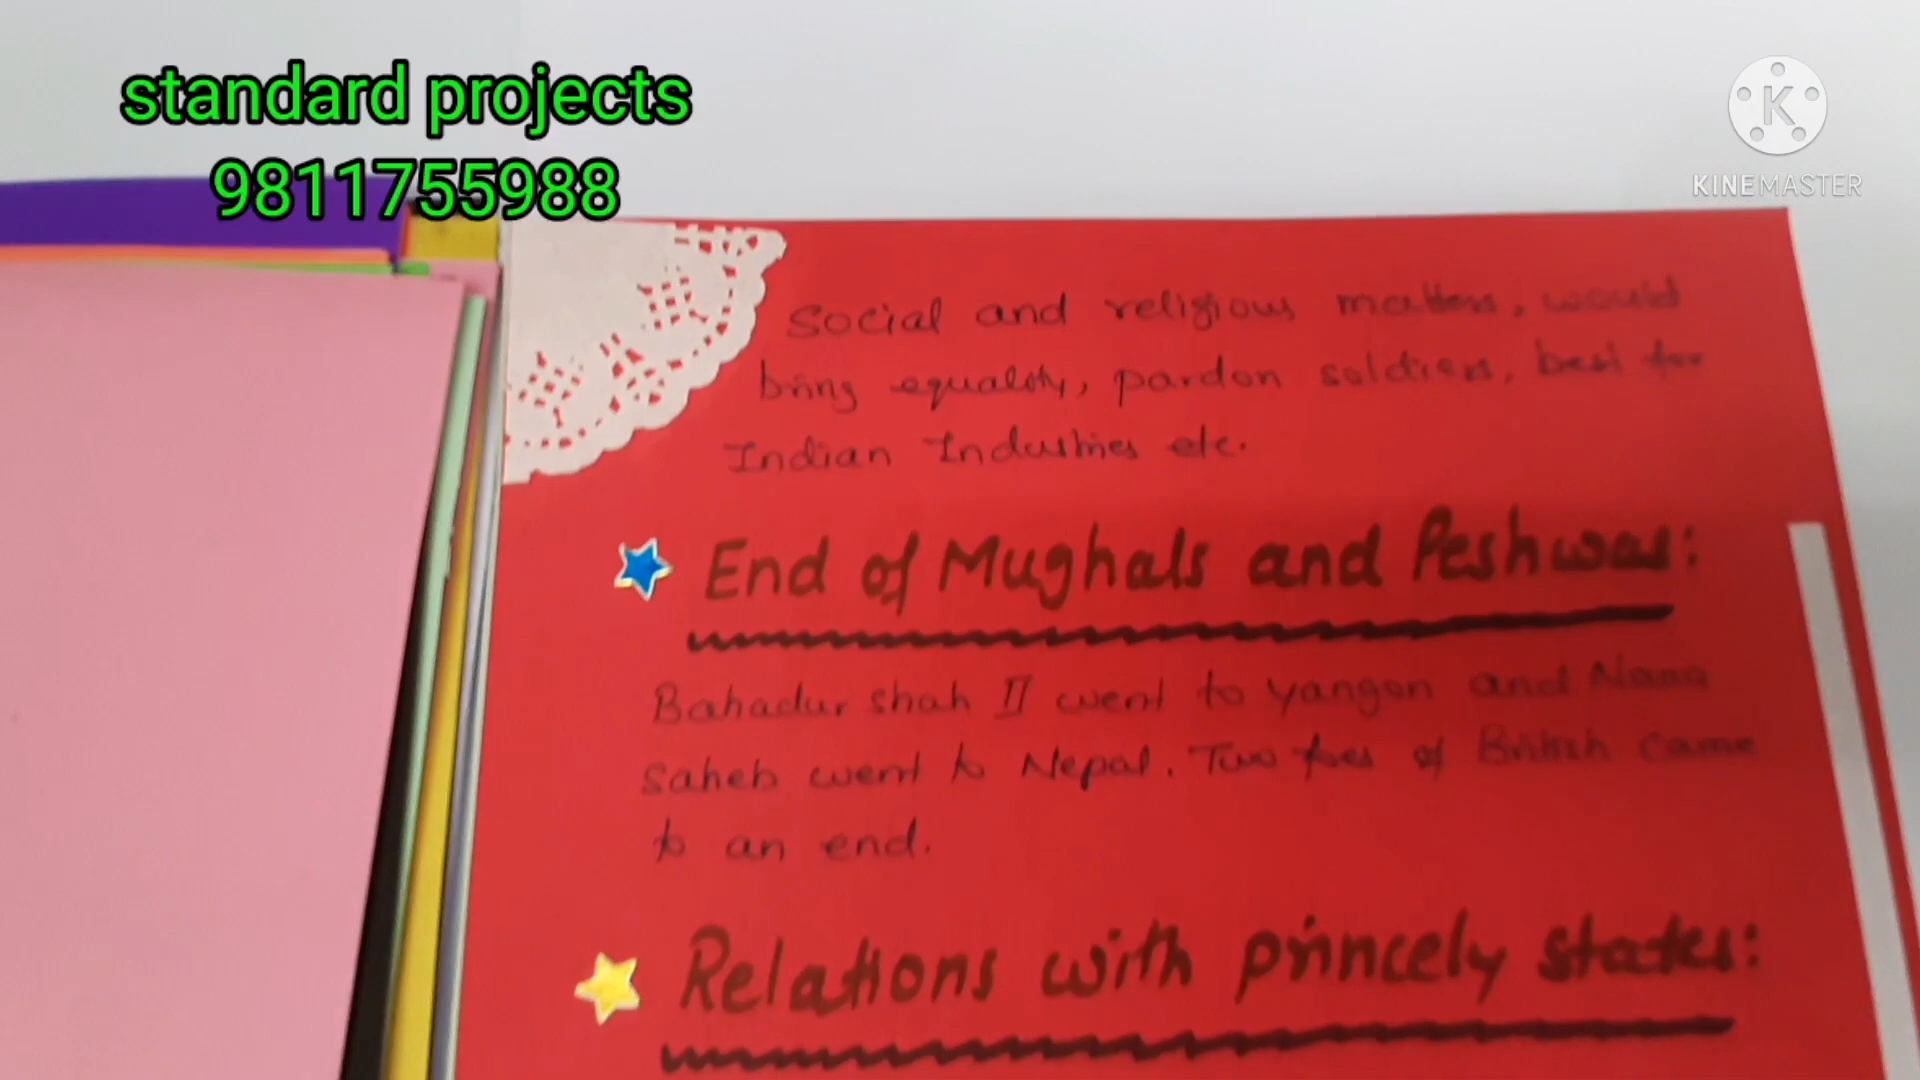 standard projects
9811755988
KINEMASTER
Social and religious matters, would
bring equality, pardon soldiers, best for
Indian Industries etc.
End of Mughals and Peshwas:
Bahadur shah II went to Yangon and Nana
Saheb went to Nepal. Two foes of British came
to an end.
Relations with princely states: